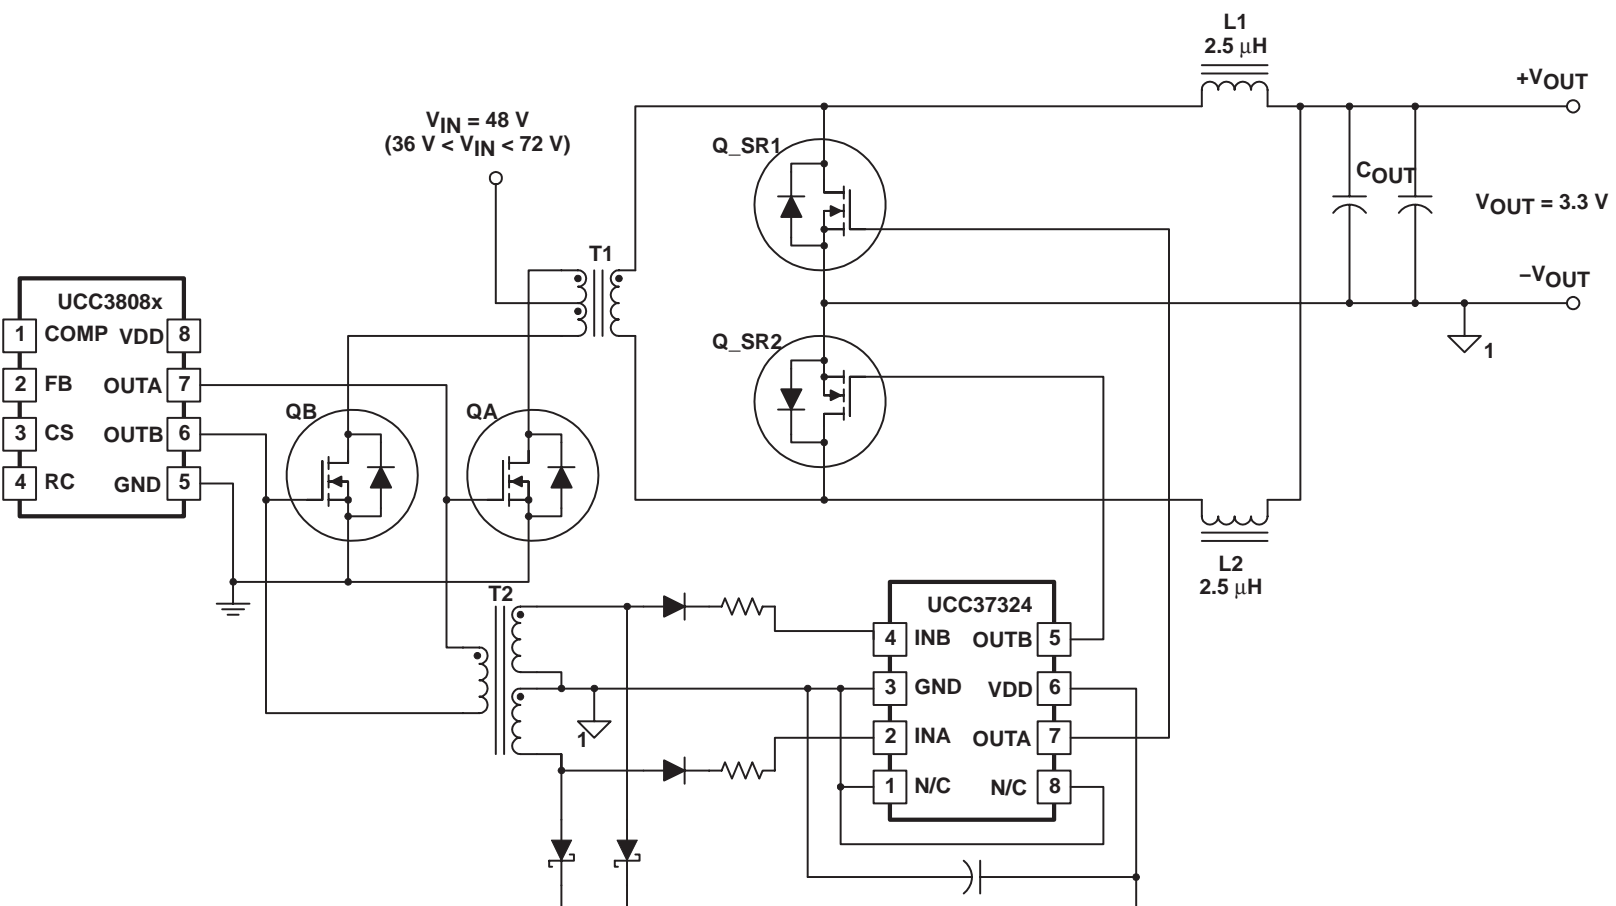 L1
2.5 μH
+VOUT
VIN = 48 V
(36 V < VIN < 72 V)
Q_SR1
COUT
VOUT = 3.3 V
T1
–VOUT
UCC3808x
1 COMP VDD 8
2 FB OUTA 7
3 CS OUTB 6
4 RC GND 5
Q_SR2
1
QB
QA
L2
2.5 μH
T2
UCC37324
4 INB OUTB 5
3 GND VDD 6
1
2 INA OUTA 7
1 N/C N/C 8